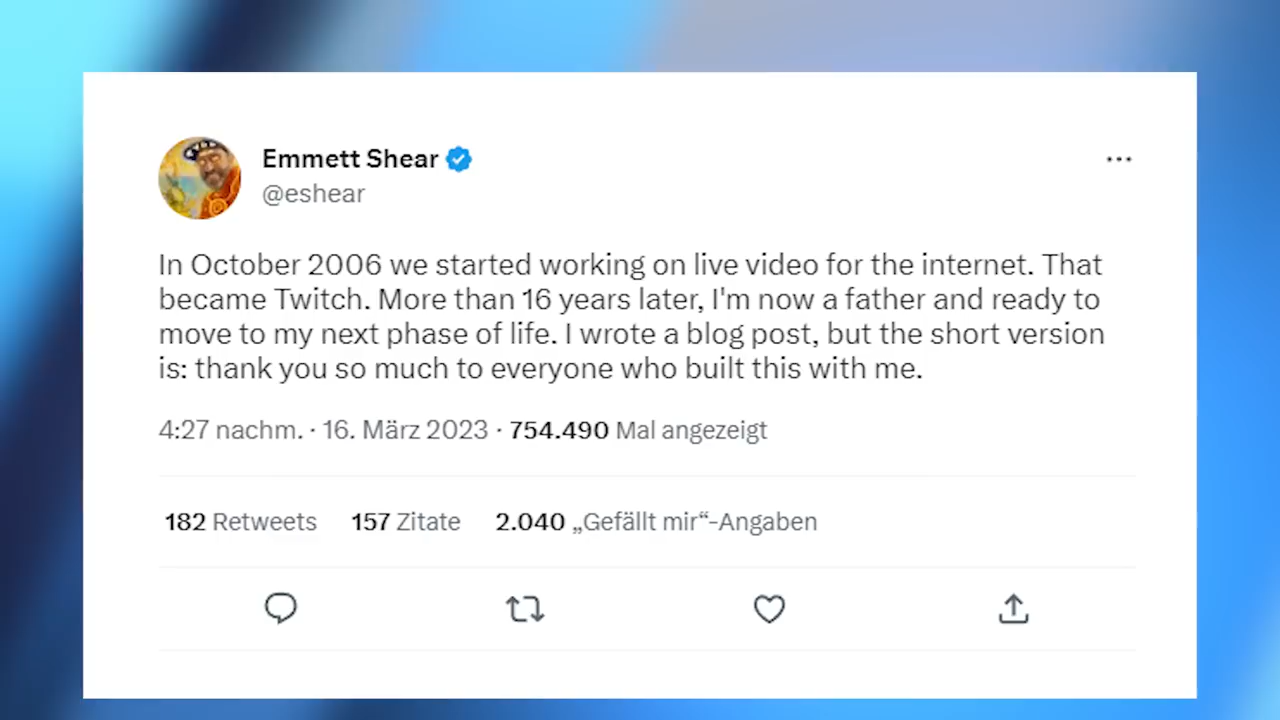 Emmett Shear
@eshear
In October 2006 we started working on live video for the internet. That
became Twitch. More than 16 years later, I'm now a father and ready to
move to my next phase of life. I wrote a blog post, but the short version
is: thank you so much to everyone who built this with me.
4:27 nachm. · 16. März 2023 · 754.490 Mal angezeigt
182 Retweets 157 Zitate 2.040 „Gefällt mir“-Angaben